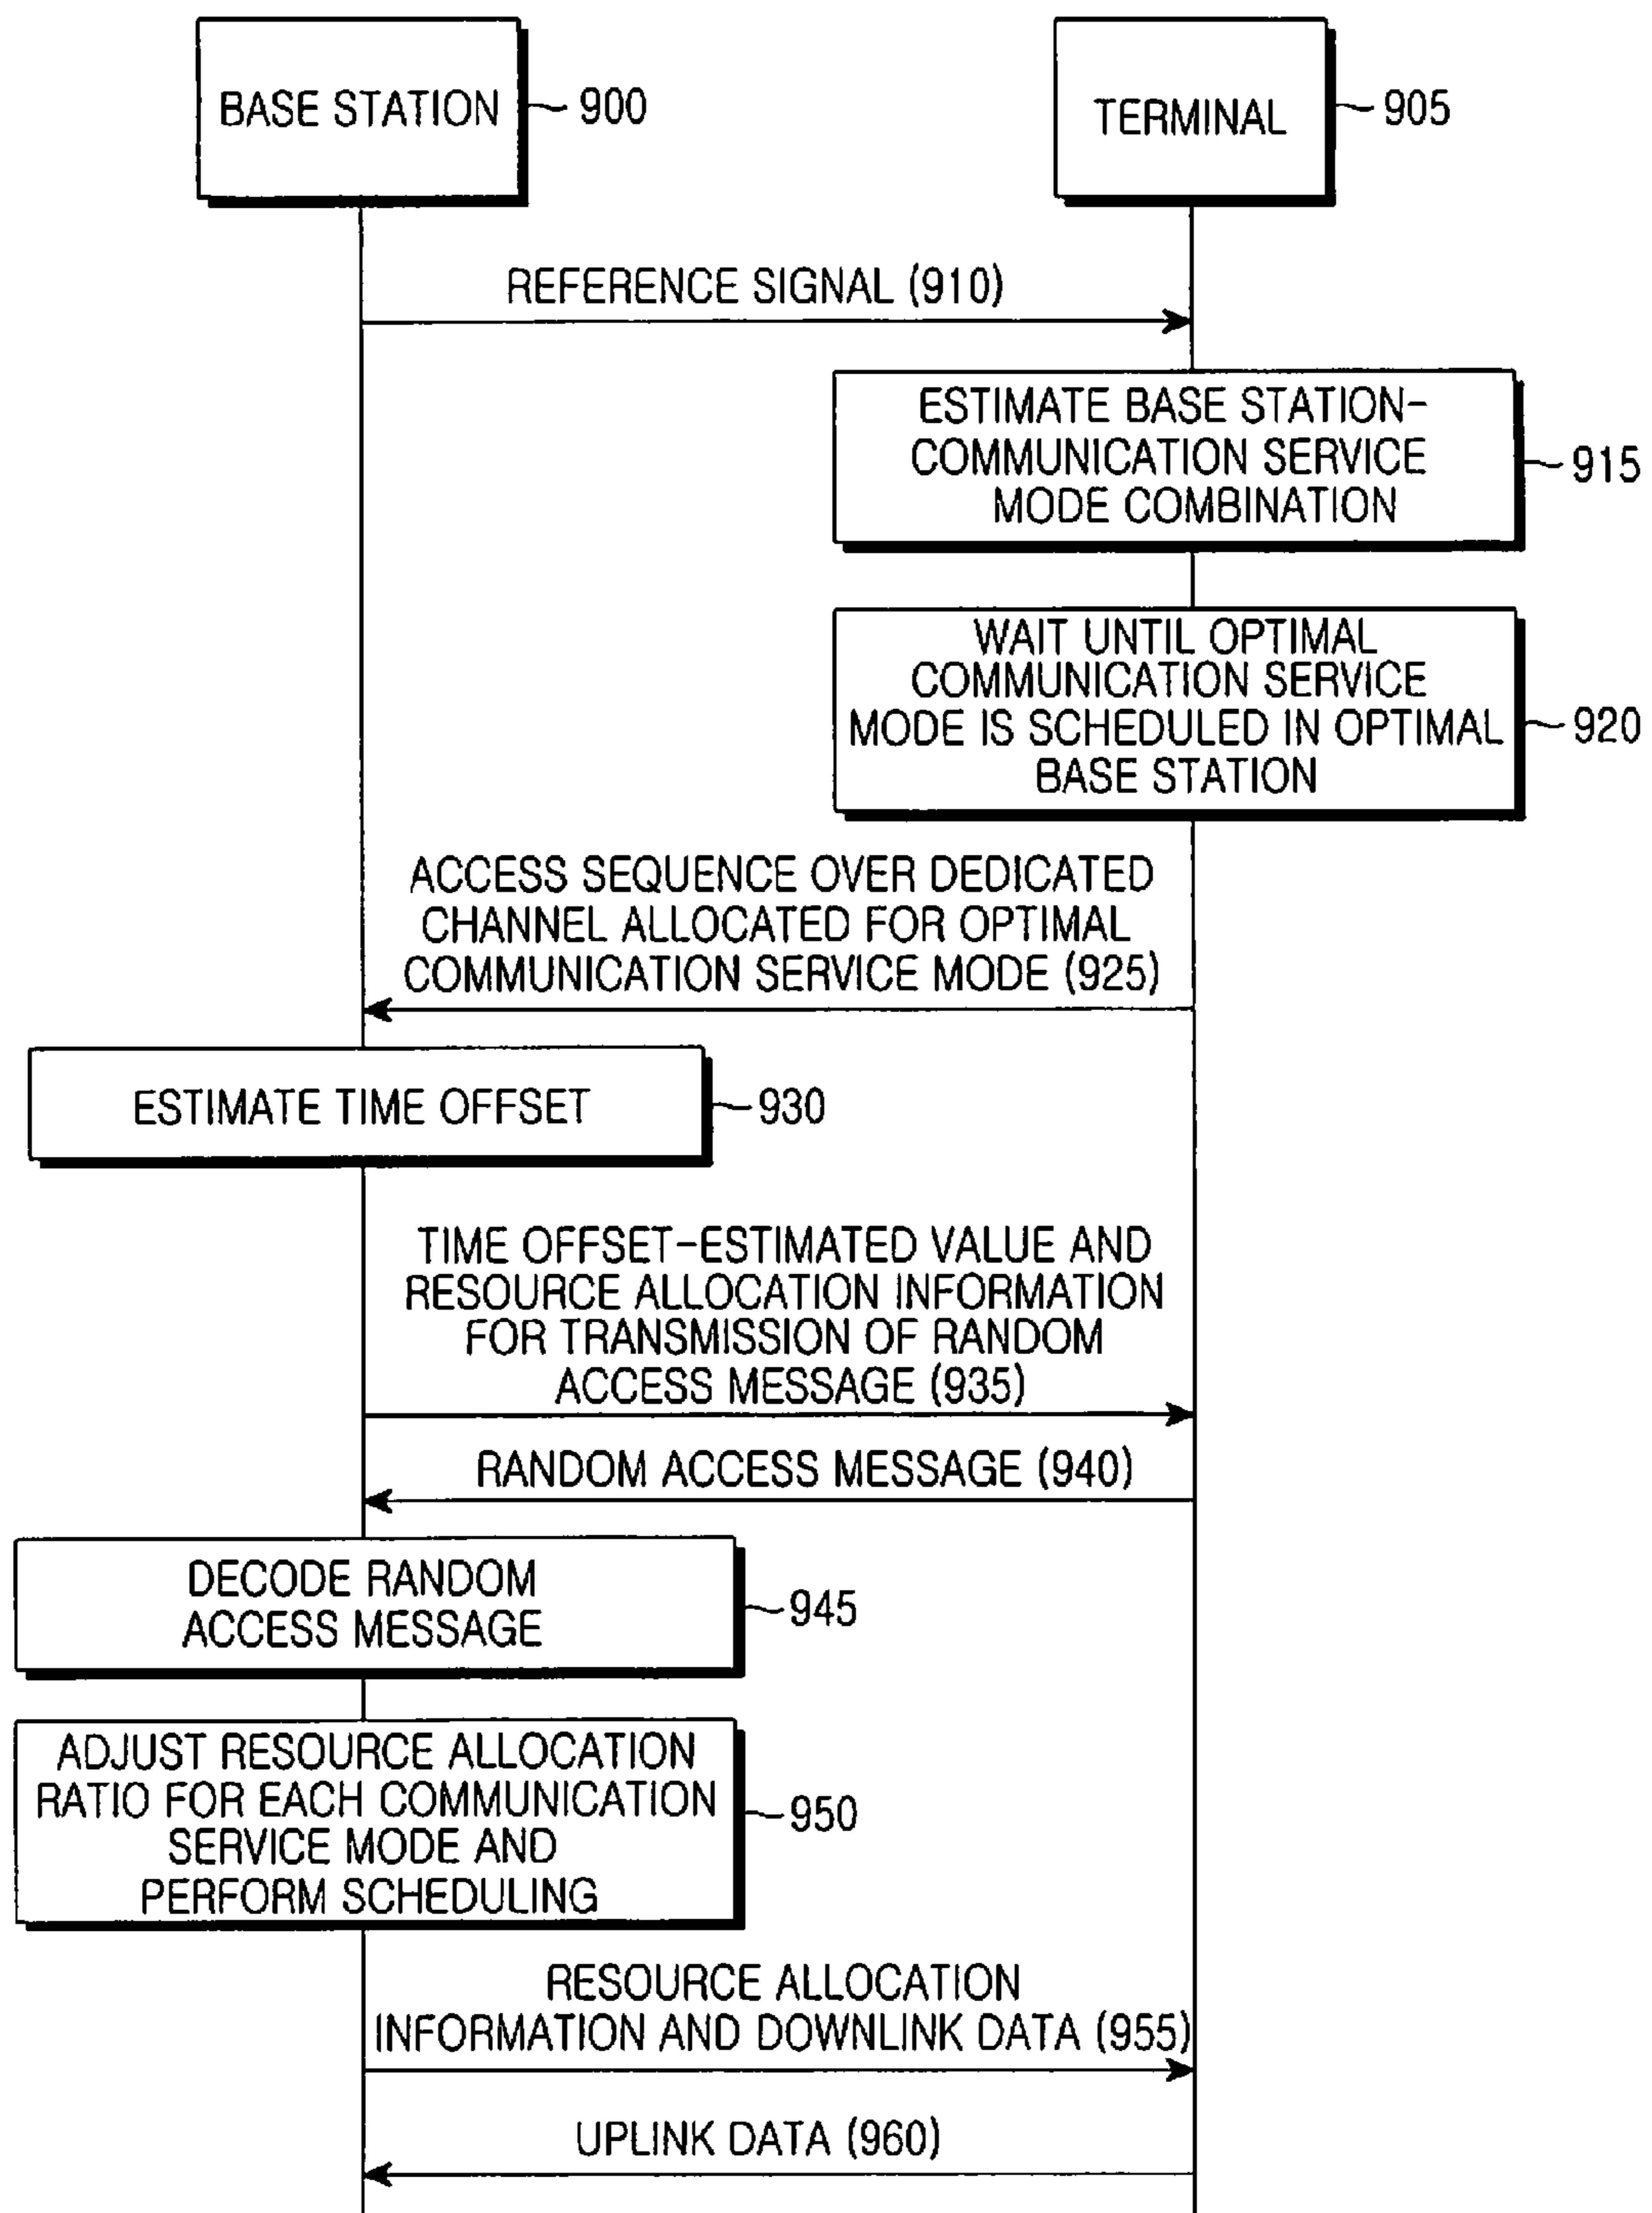 BASE STATION
900
TERMINAL
905
REFERENCE SIGNAL (910)
ESTIMATE BASE STATION-
COMMUNICATION SERVICE
MODE COMBINATION
915
WAIT UNTIL OPTIMAL
COMMUNICATION SERVICE
MODE IS SCHEDULED IN OPTIMAL
BASE STATION
920
ACCESS SEQUENCE OVER DEDICATED
CHANNEL ALLOCATED FOR OPTIMAL
COMMUNICATION SERVICE MODE (925)
ESTIMATE TIME OFFSET
930
TIME OFFSET-ESTIMATED VALUE AND
RESOURCE ALLOCATION INFORMATION
FOR TRANSMISSION OF RANDOM
ACCESS MESSAGE (935)
RANDOM ACCESS MESSAGE (940)
DECODE RANDOM
ACCESS MESSAGE
945
ADJUST RESOURCE ALLOCATION
RATIO FOR EACH COMMUNICATION
SERVICE MODE AND
PERFORM SCHEDULING
950
RESOURCE ALLOCATION
INFORMATION AND DOWNLINK DATA (955)
UPLINK DATA (960)